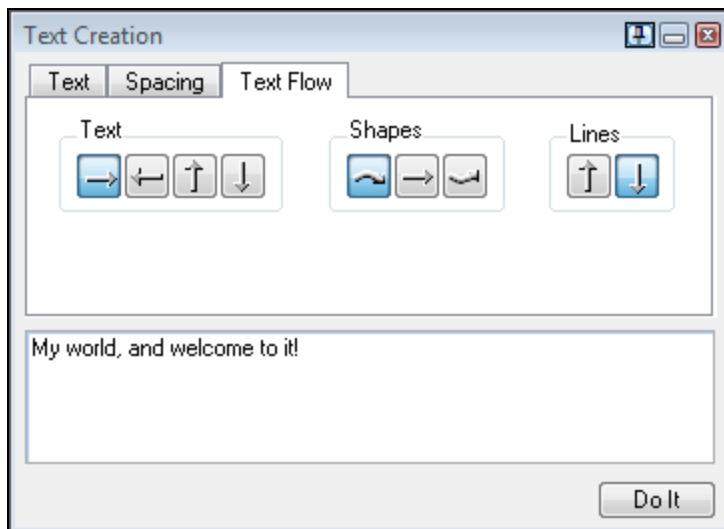 Text Creation
Text Spacing Text Flow
Text Shapes Lines
My world, and welcome to it!
Do It